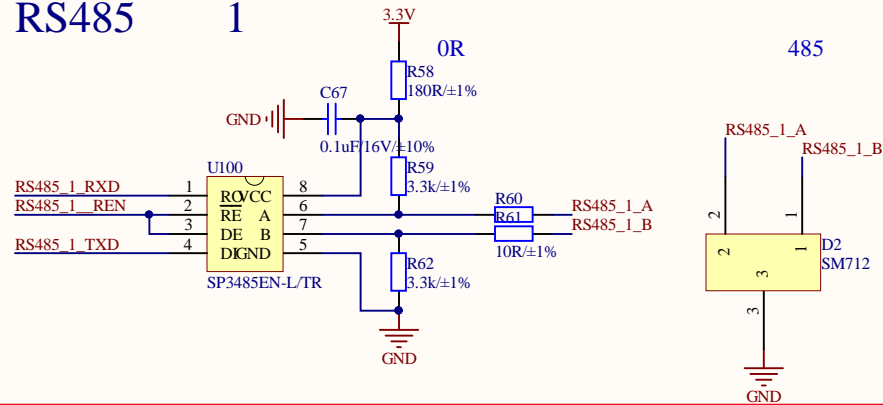 RS485 1
3.3V
0R
485
R58
180R/±1%
C67
GND
0.1uF/16V/±10%
RS485_1_A
RS485_1_B
U100
R59
3.3k/±1%
RS485_1_RXD
1
RO
VCC
8
RS485_1__REN
2
RE
A
6
R60
RS485_1_A
3
DE
B
7
R61
RS485_1_B
RS485_1_TXD
4
DI
GND
5
10R/±1%
SP3485EN-L/TR
R62
3.3k/±1%
GND
2
1
2
1
D2
SM712
3
3
GND